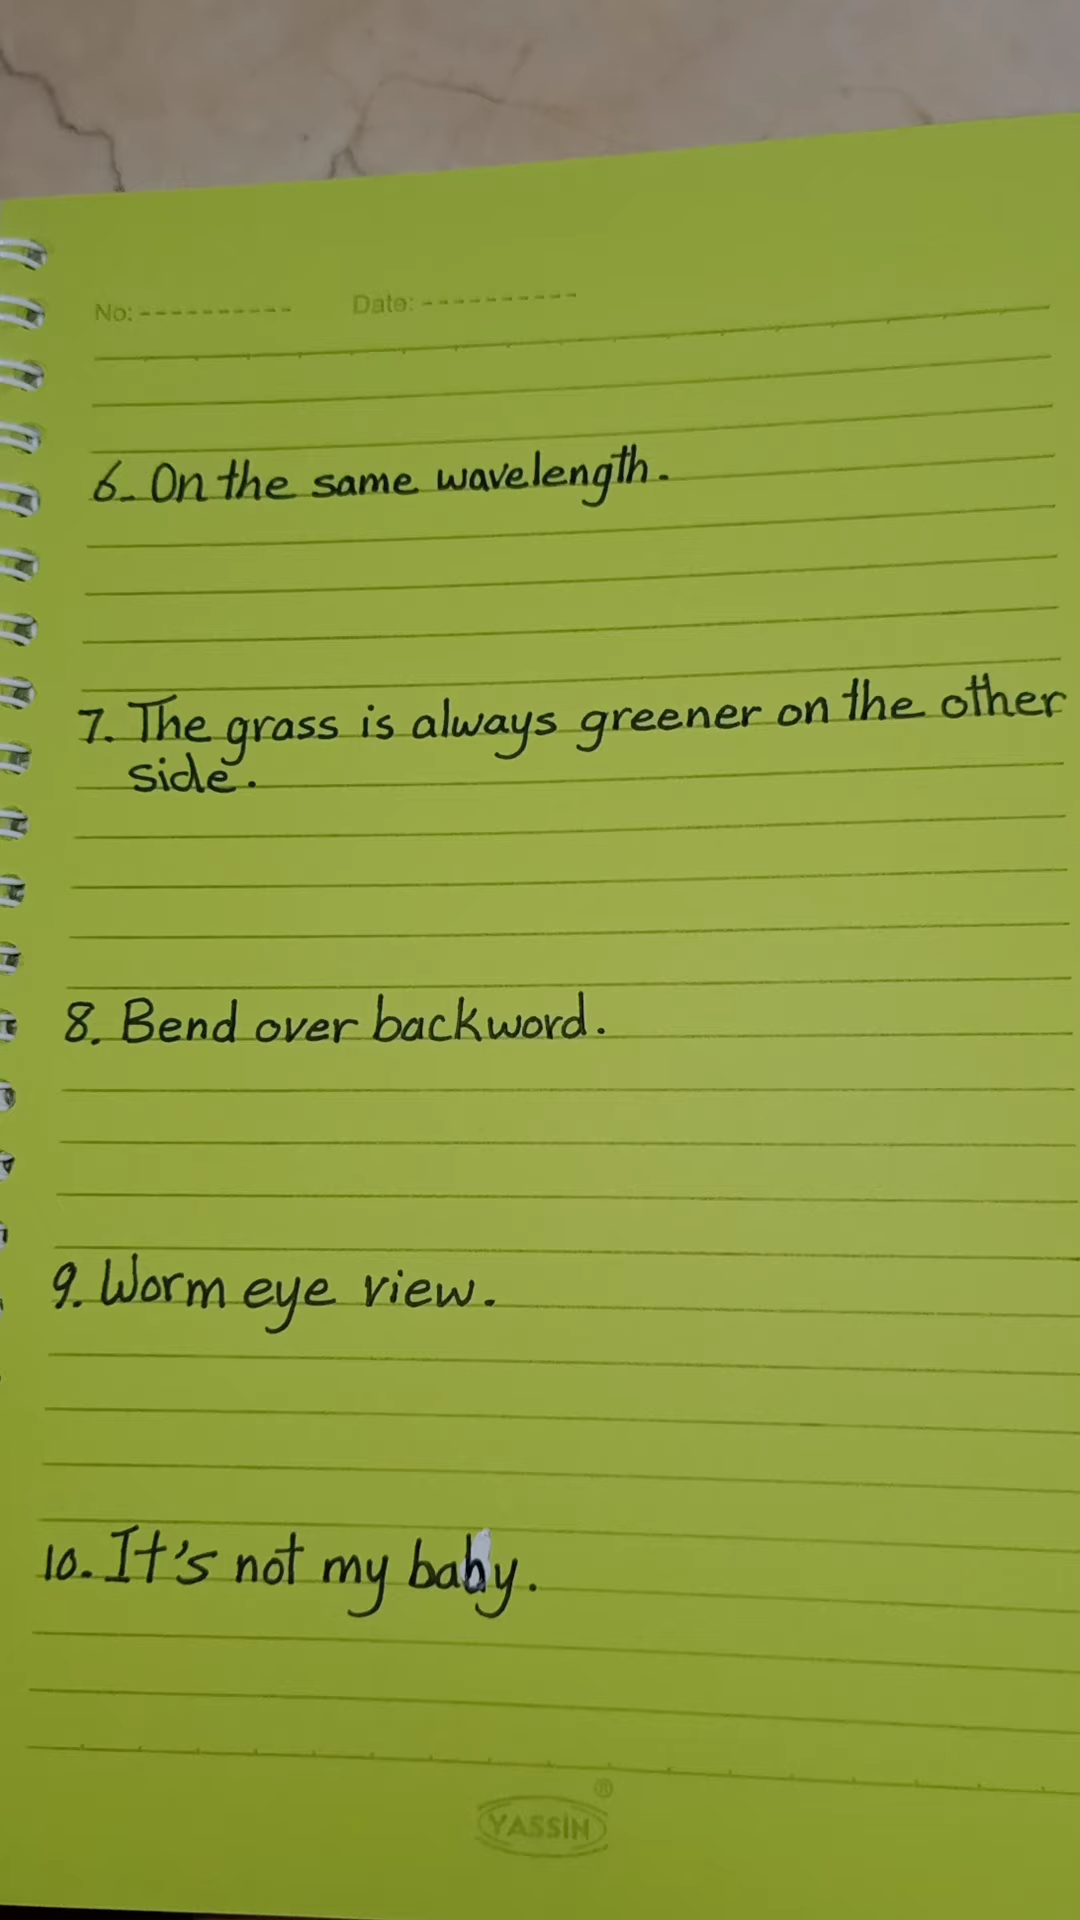 No: ---------- Date: ----------
6- On the same wavelength.
7. The grass is always greener on the other
side.
8. Bend over backword.
9. Worm eye view.
10. It's not my baby.
YASSIN ®